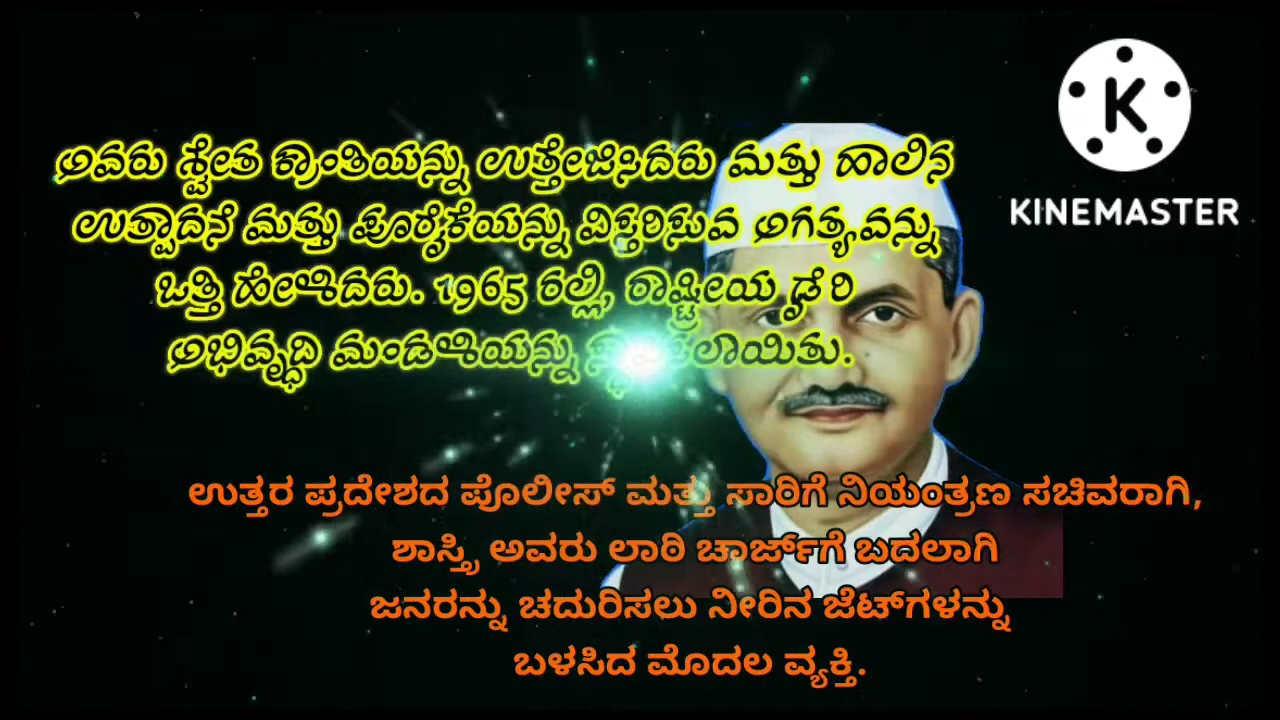 ಅವರು ಶ್ವೇತ ಕ್ರಾಂತಿಯನ್ನು ಉತ್ತೇಜಿಸಿದರು ಮತ್ತು ಹಾಲಿನ
ಉತ್ಪಾದನೆ ಮತ್ತು ಪೂರೈಕೆಯನ್ನು ವಿಸ್ತರಿಸುವ ಅಗತ್ಯವನ್ನು
ಒತ್ತಿ ಹೇಳಿದರು. 1965 ರಲ್ಲಿ, ರಾಷ್ಟ್ರೀಯ ಡೈರಿ
ಅಭಿವೃದ್ಧಿ ಮಂಡಳಿಯನ್ನು
ಉತ್ತರ ಪ್ರದೇಶದ ಪೊಲೀಸ್ ಮತ್ತು ಸಾರಿಗೆ ನಿಯಂತ್ರಣ ಸಚಿವರಾಗಿ,
ಶಾಸ್ತ್ರಿ ಅವರು ಲಾಠಿ ಚಾರ್ಜ್‌ಗೆ ಬದಲಾಗಿ
ಜನರನ್ನು ಚದುರಿಸಲು ನೀರಿನ ಜೆಟ್‌ಗಳನ್ನು
ಬಳಸಿದ ಮೊದಲ ವ್ಯಕ್ತಿ.
K
KINEMASTER